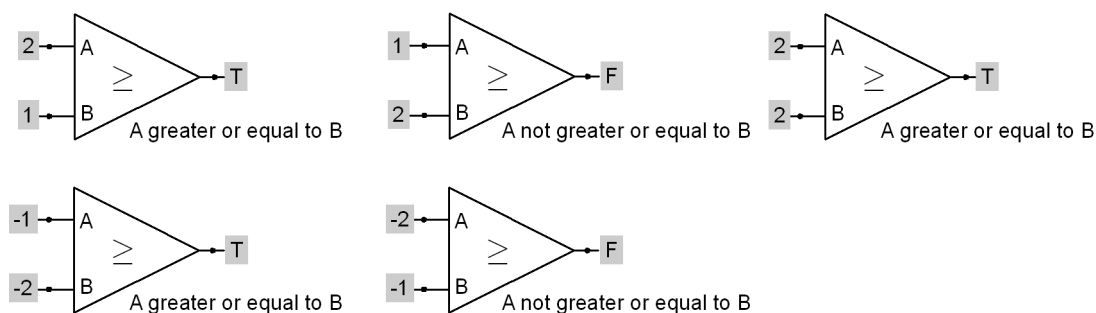 2 A ≥ T
1 B
A greater or equal to B
1 A ≥ F
2 B
A not greater or equal to B
2 A ≥ T
2 B
A greater or equal to B
-1 A ≥ T
-2 B
A greater or equal to B
-2 A ≥ F
-1 B
A not greater or equal to B